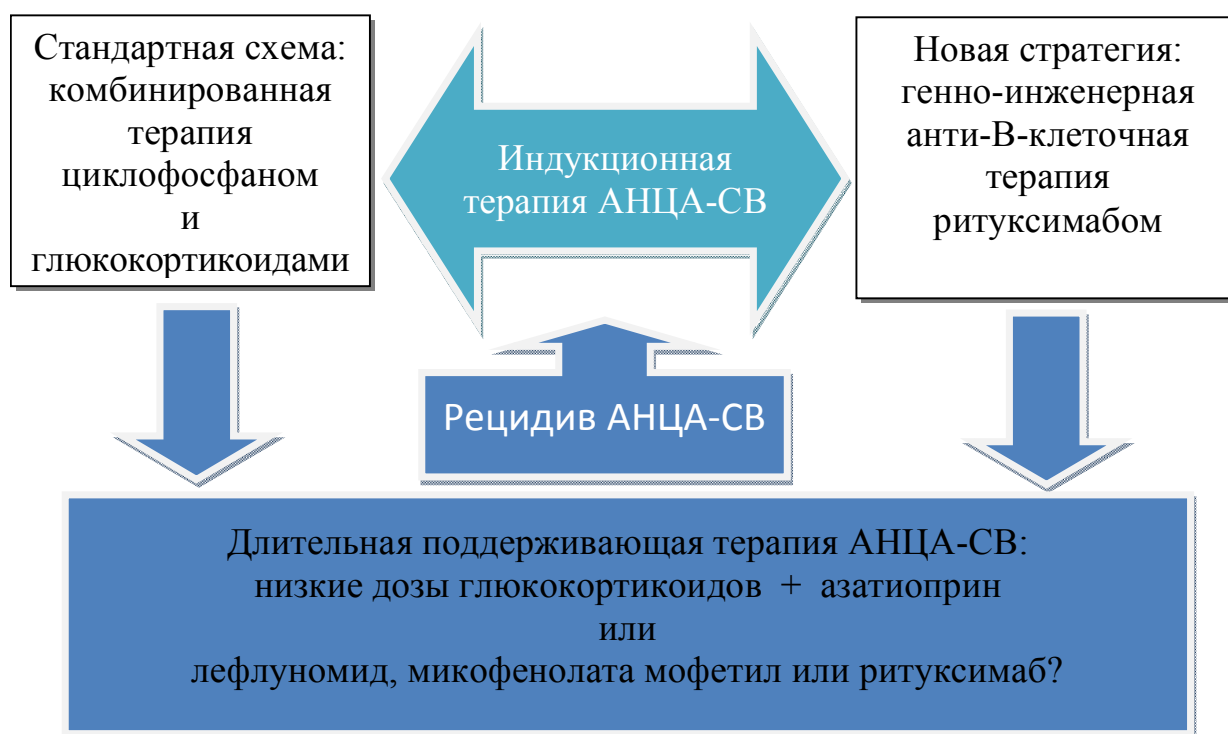 Стандартная схема:
комбинированная
терапия
циклофосфаном
и
глюкокортикоидами
Индукционная
терапия АНЦА-СВ
Новая стратегия:
генно-инженерная
анти-В-клеточная
терапия
ритуксимабом
Рецидив АНЦА-СВ
Длительная поддерживающая терапия АНЦА-СВ:
низкие дозы глюкокортикоидов + азатиоприн
или
лефлуномид, микофенолата мофетил или ритуксимаб?